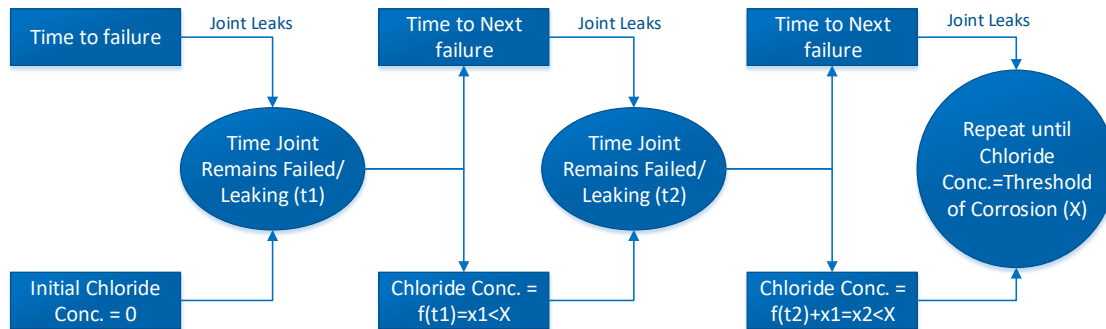 Time to failure
Joint Leaks
Time to Next
failure
Joint Leaks
Time to Next
failure
Joint Leaks
Time Joint
Remains Failed/
Leaking (t1)
Time Joint
Remains Failed/
Leaking (t2)
Repeat until
Chloride
Conc.=Threshold
of Corrosion (X)
Initial Chloride
Conc. = 0
Chloride Conc. =
f(t1)=x1<X
Chloride Conc. =
f(t2)+x1=x2<X